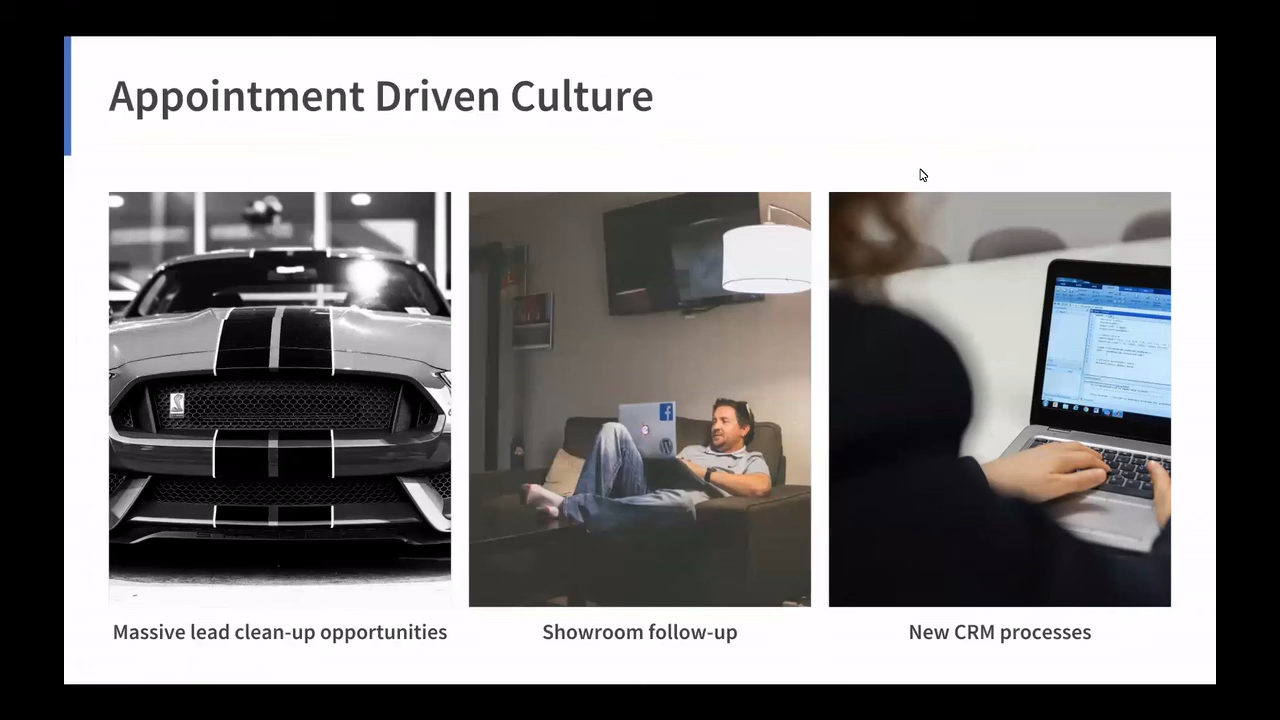 Appointment Driven Culture
Massive lead clean-up opportunities
Showroom follow-up
New CRM processes